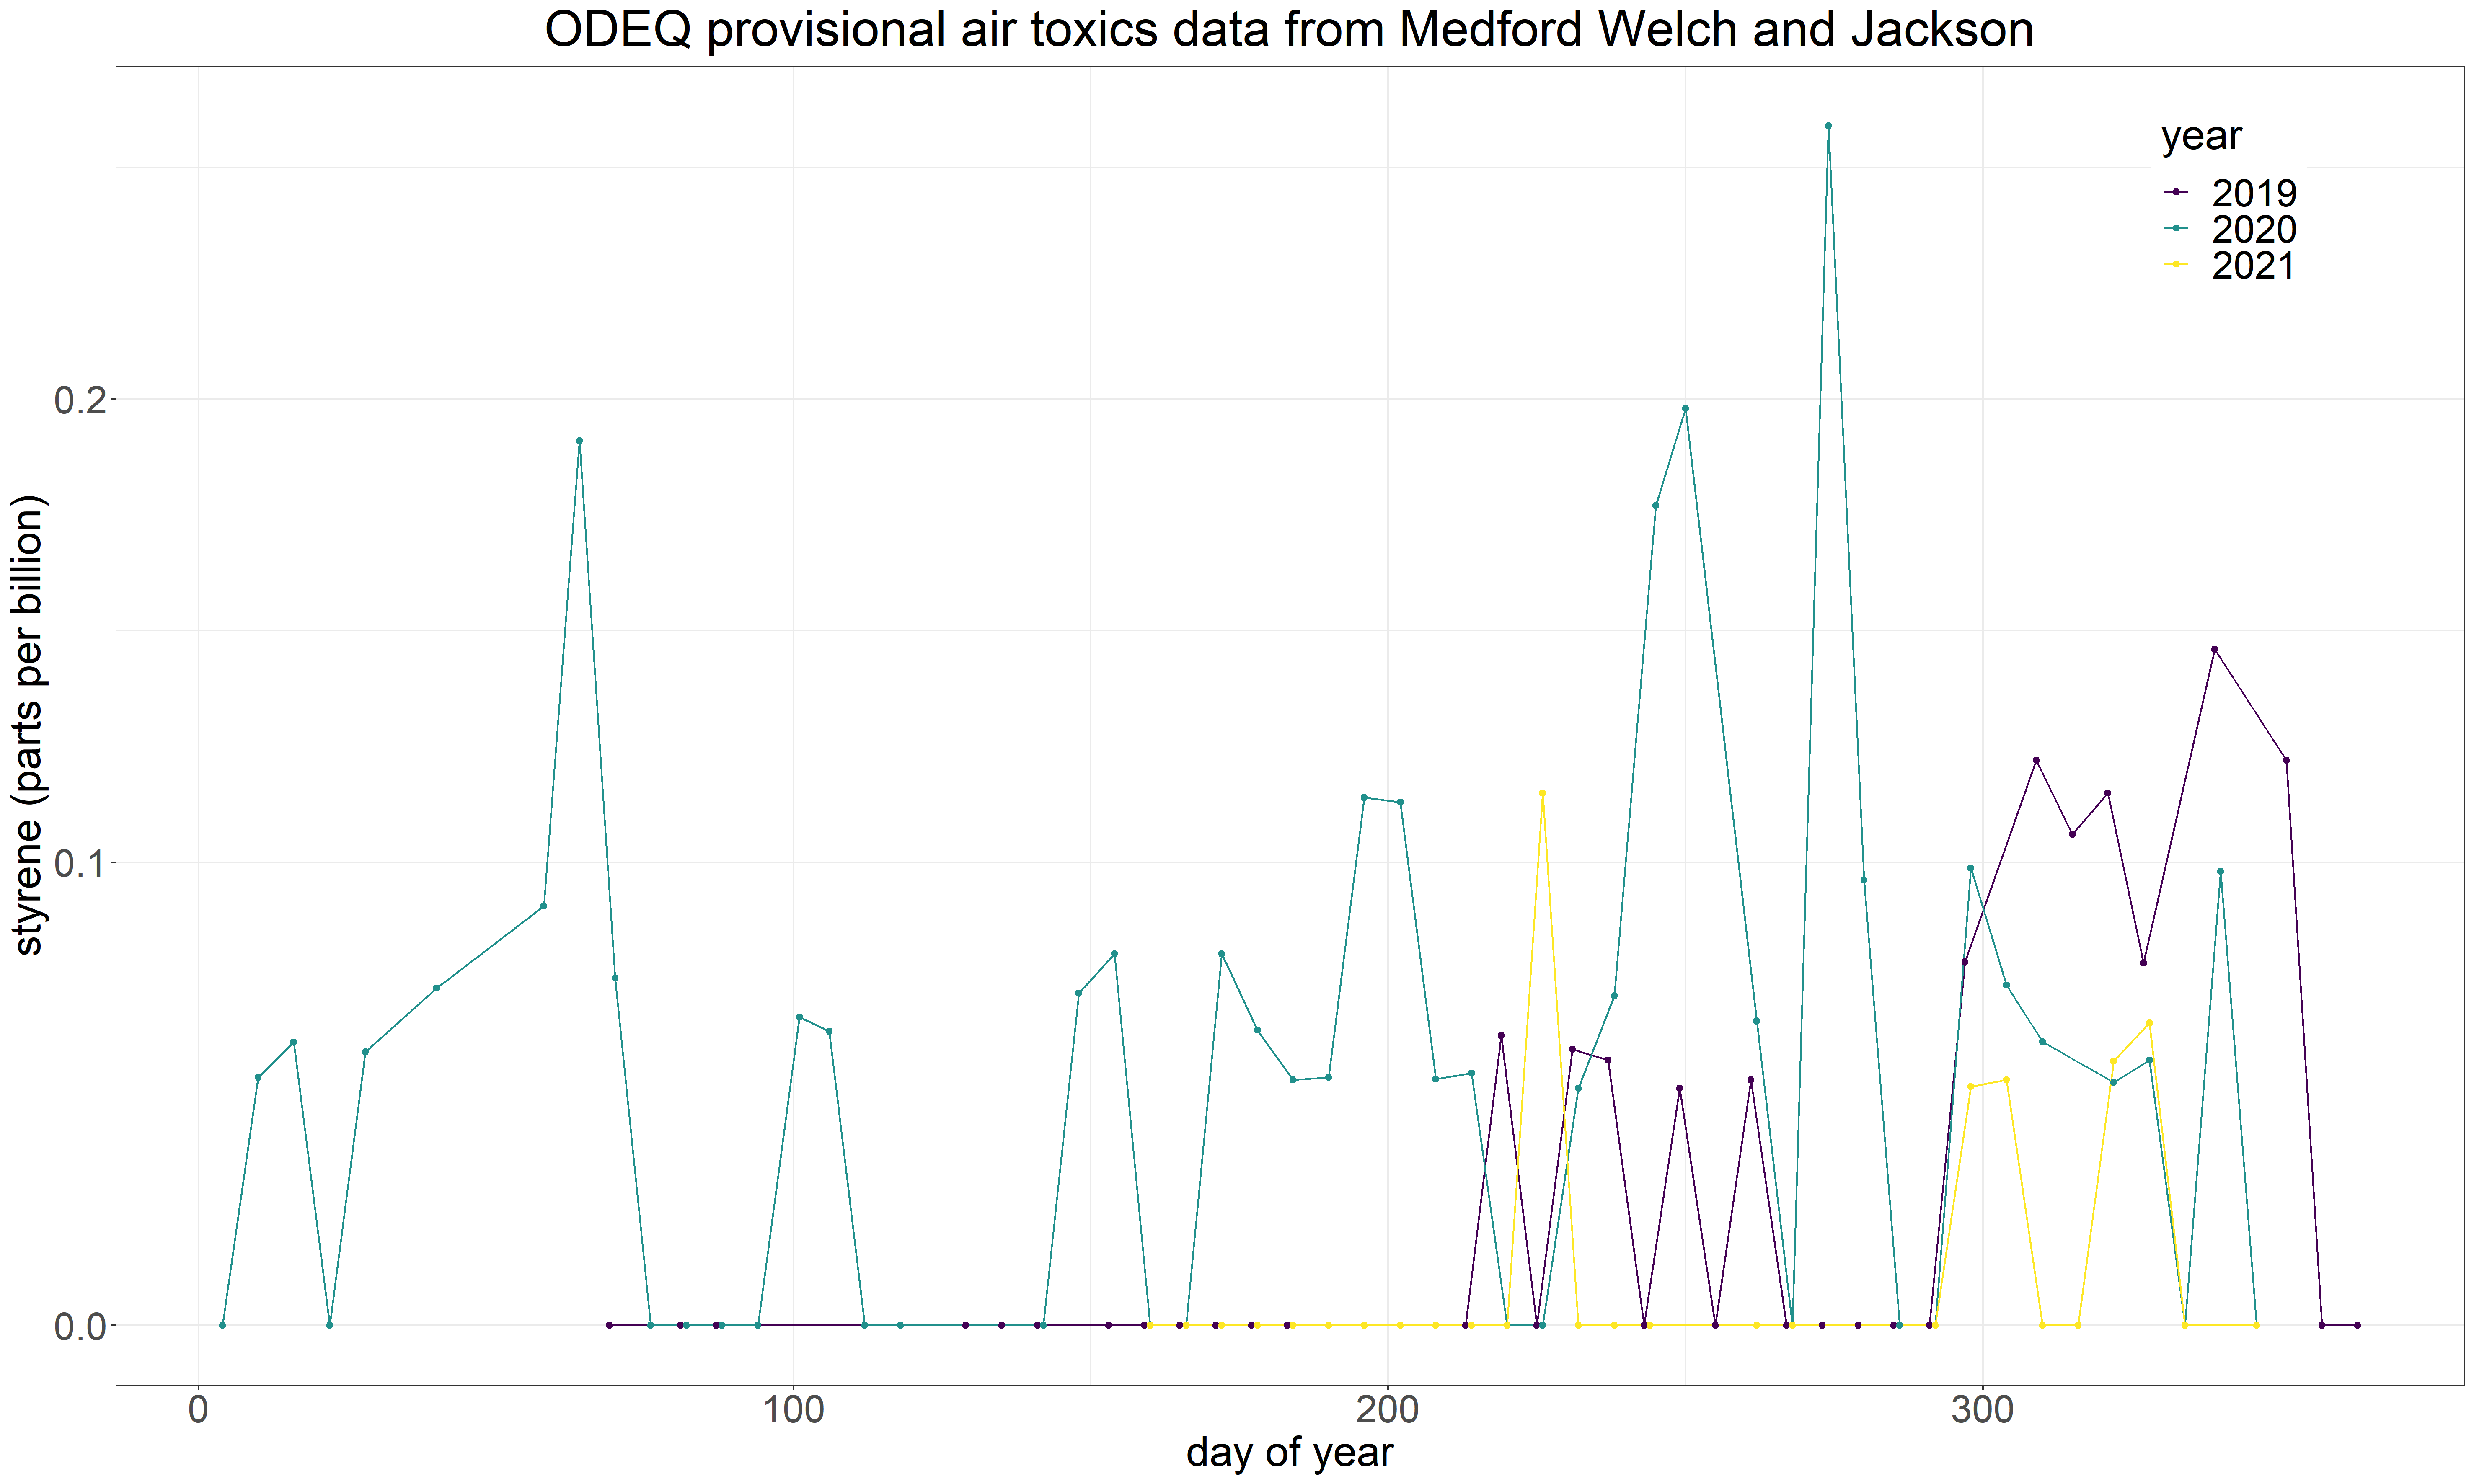 ODEQ provisional air toxics data from Medford Welch and Jackson
year
2019
2020
2021
styrene (parts per billion)
0.2
0.1
0.0
0 100 200 300
day of year